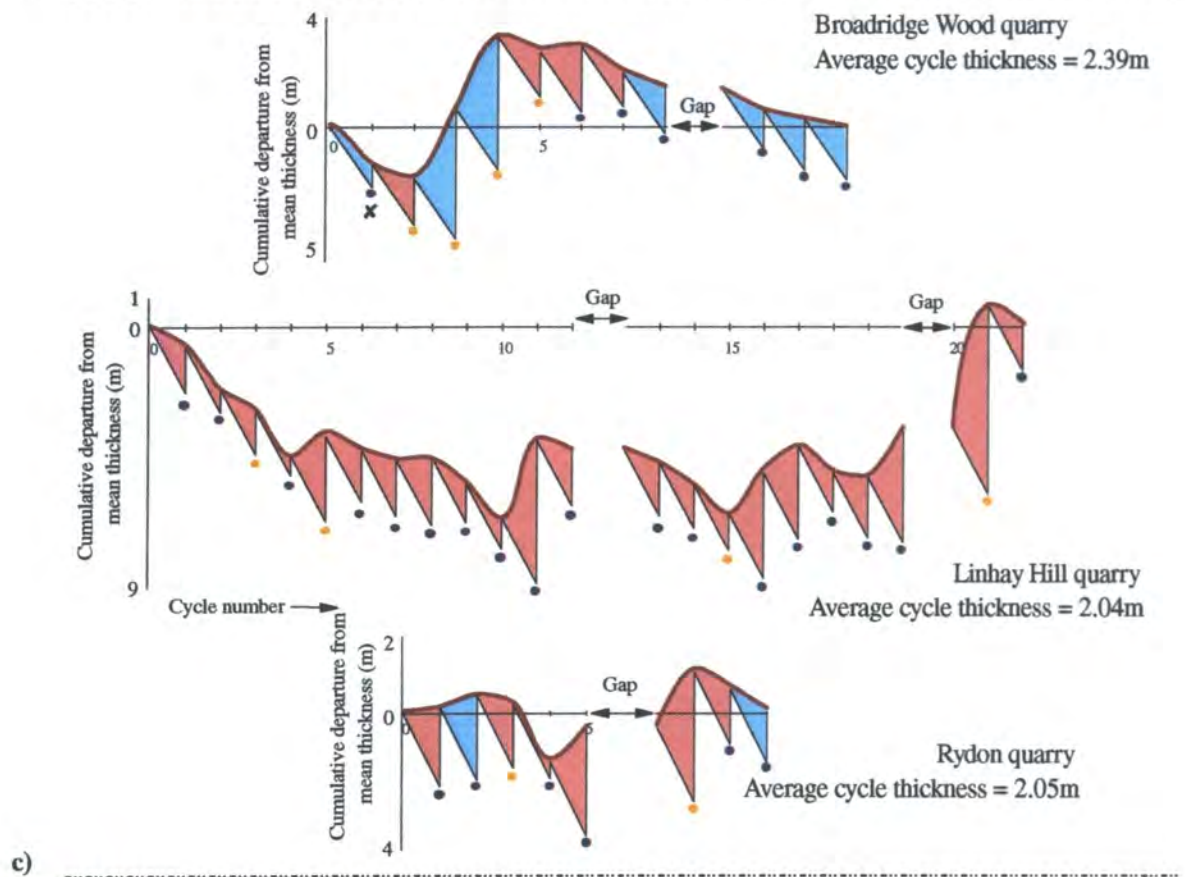 Broadridge Wood quarry
Average cycle thickness = 2.39m
Cumulative departure from
mean thickness (m)
4
0
5
0
5
Gap
Cumulative departure from
mean thickness (m)
1
0
9
0
5
10
Gap
15
Gap
20
Linhay Hill quarry
Average cycle thickness = 2.04m
Cycle number
Cumulative departure from
mean thickness (m)
2
0
4
0
5
Gap
Rydon quarry
Average cycle thickness = 2.05m
c)